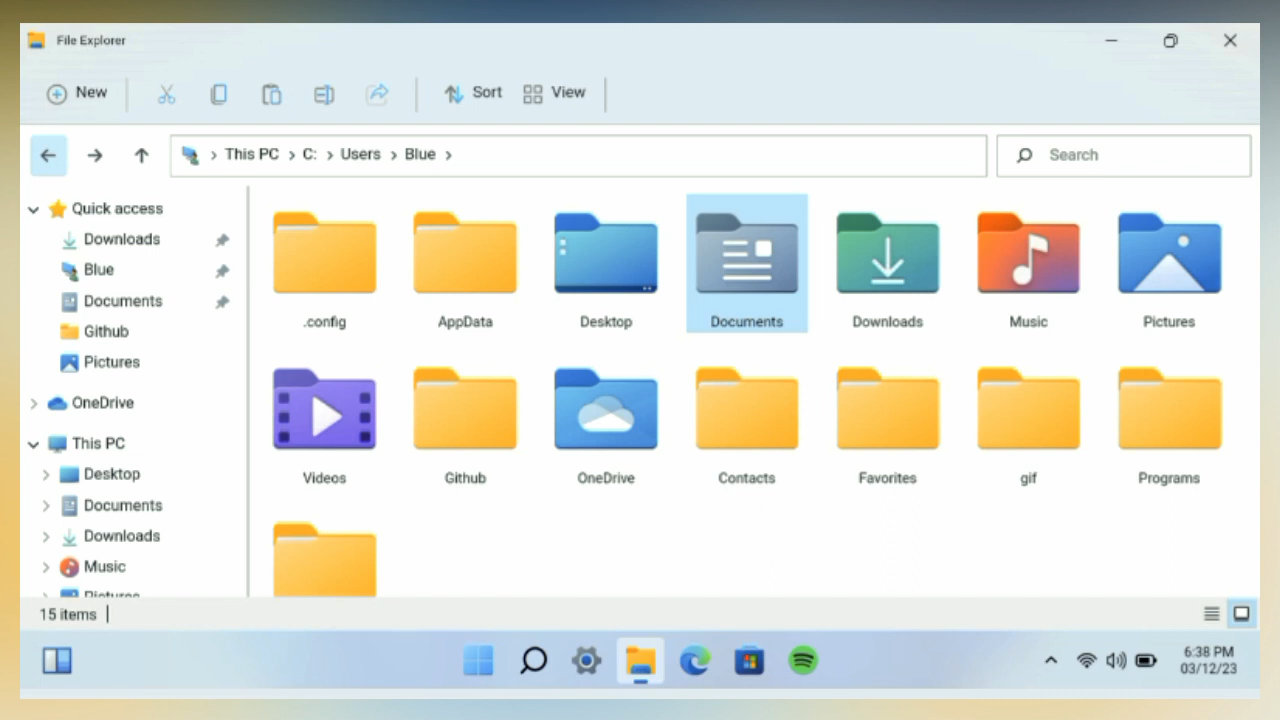 File Explorer
New
Sort
View
This PC
C:
Users
Blue
Search
Quick access
Downloads
Blue
Documents
Github
Pictures
OneDrive
This PC
Desktop
Documents
Downloads
Music
Pictures
.config
AppData
Desktop
Documents
Downloads
Music
Pictures
Videos
Github
OneDrive
Contacts
Favorites
gif
Programs
15 items
6:38 PM
03/12/23